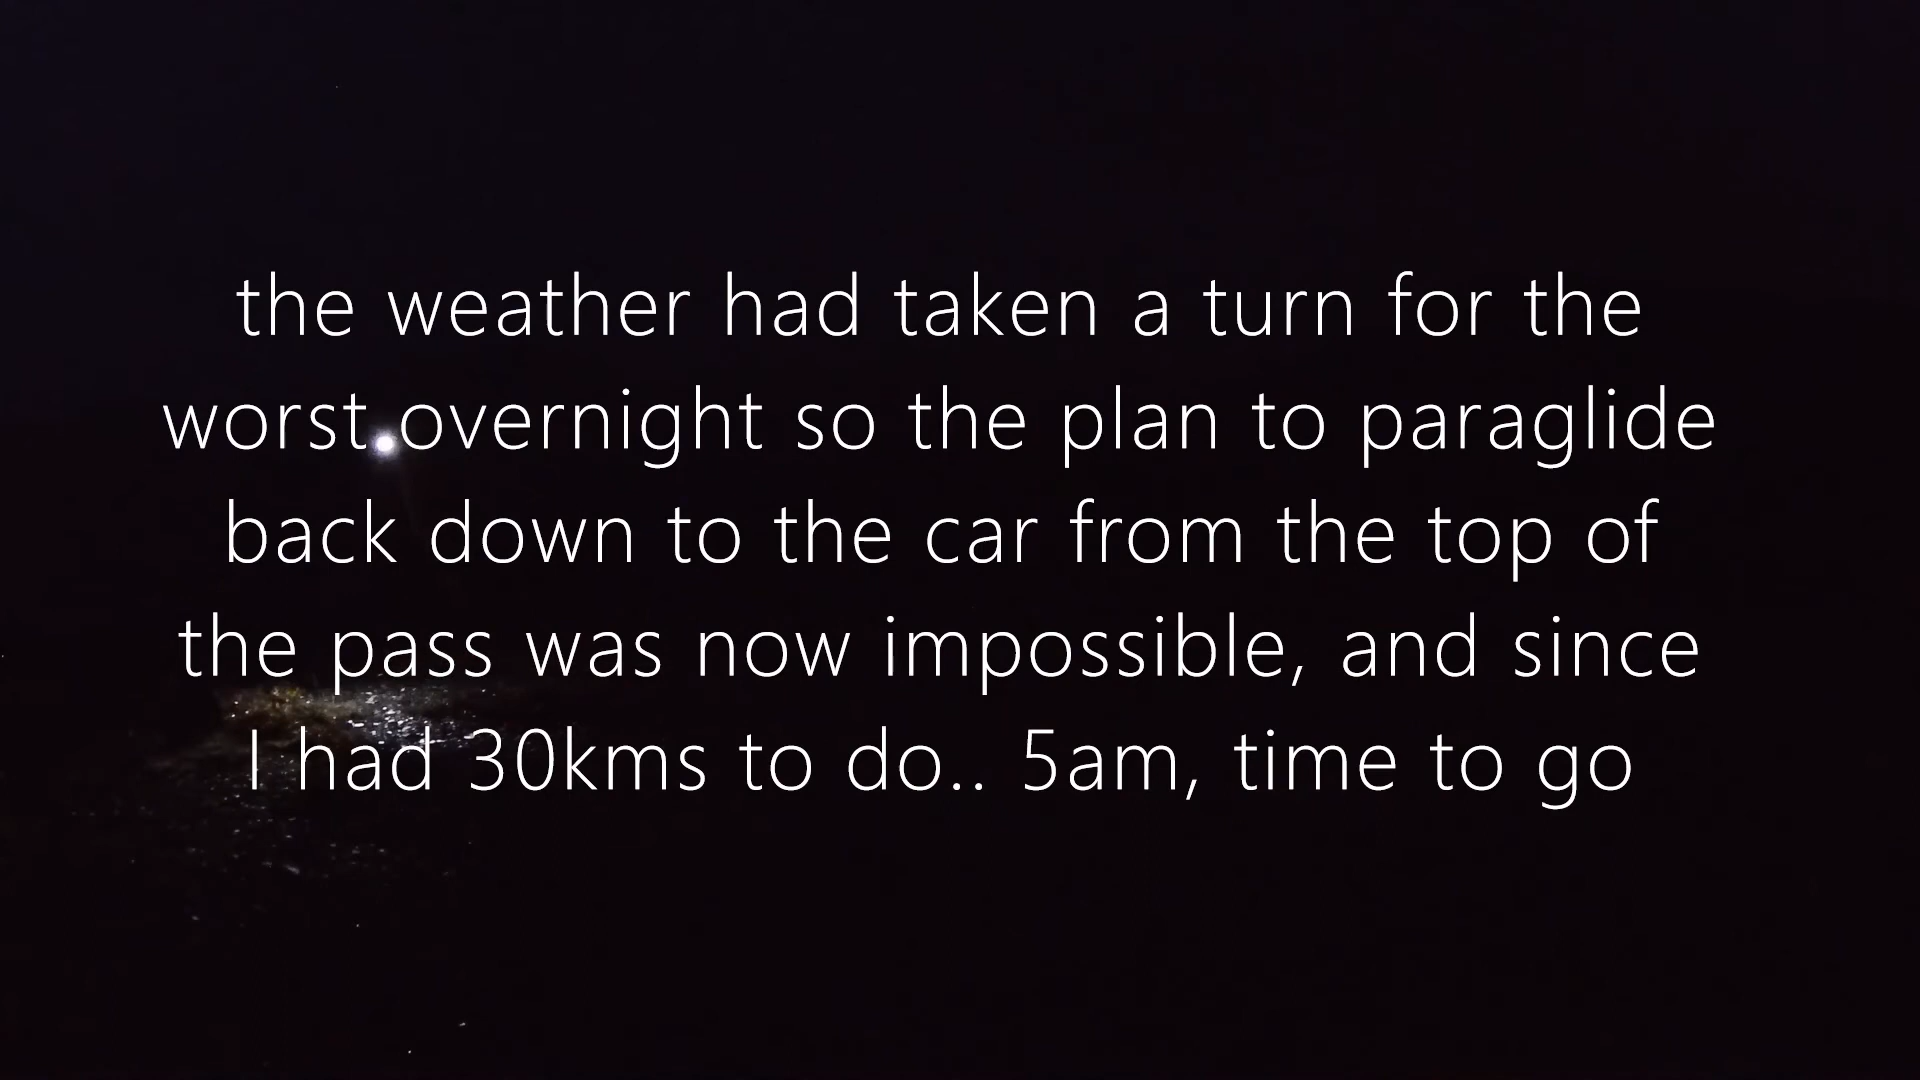 the weather had taken a turn for the
worst overnight so the plan to paraglide
back down to the car from the top of
the pass was now impossible, and since
I had 30kms to do.. 5am, time to go